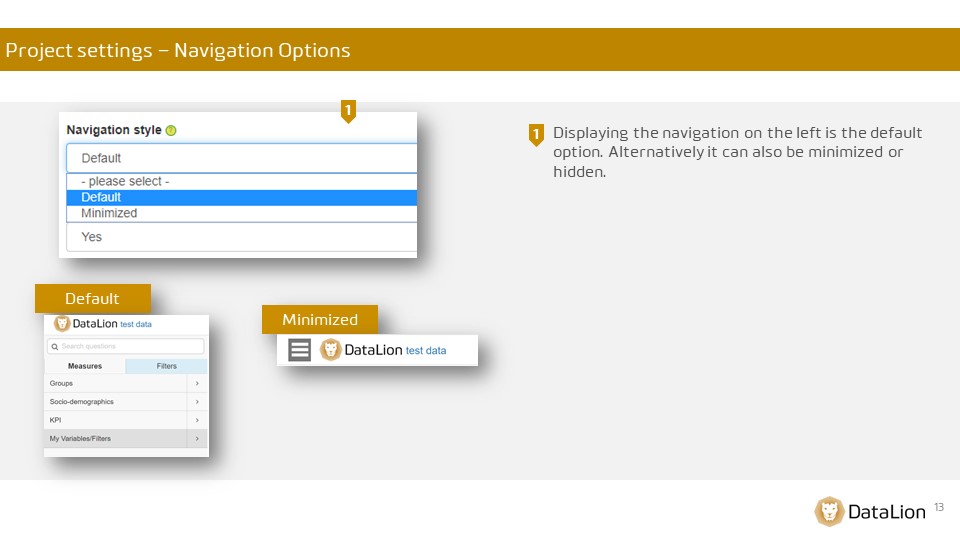 Project settings – Navigation Options
1
Navigation style
Default
- please select -
Default
Minimized
Yes
1 Displaying the navigation on the left is the default
option. Alternatively it can also be minimized or
hidden.
Default
DataLion test data
Search questions
Measures Filters
Groups
Socio-demographics
KPI
My Variables/Filters
Minimized
DataLion test data
DataLion 13